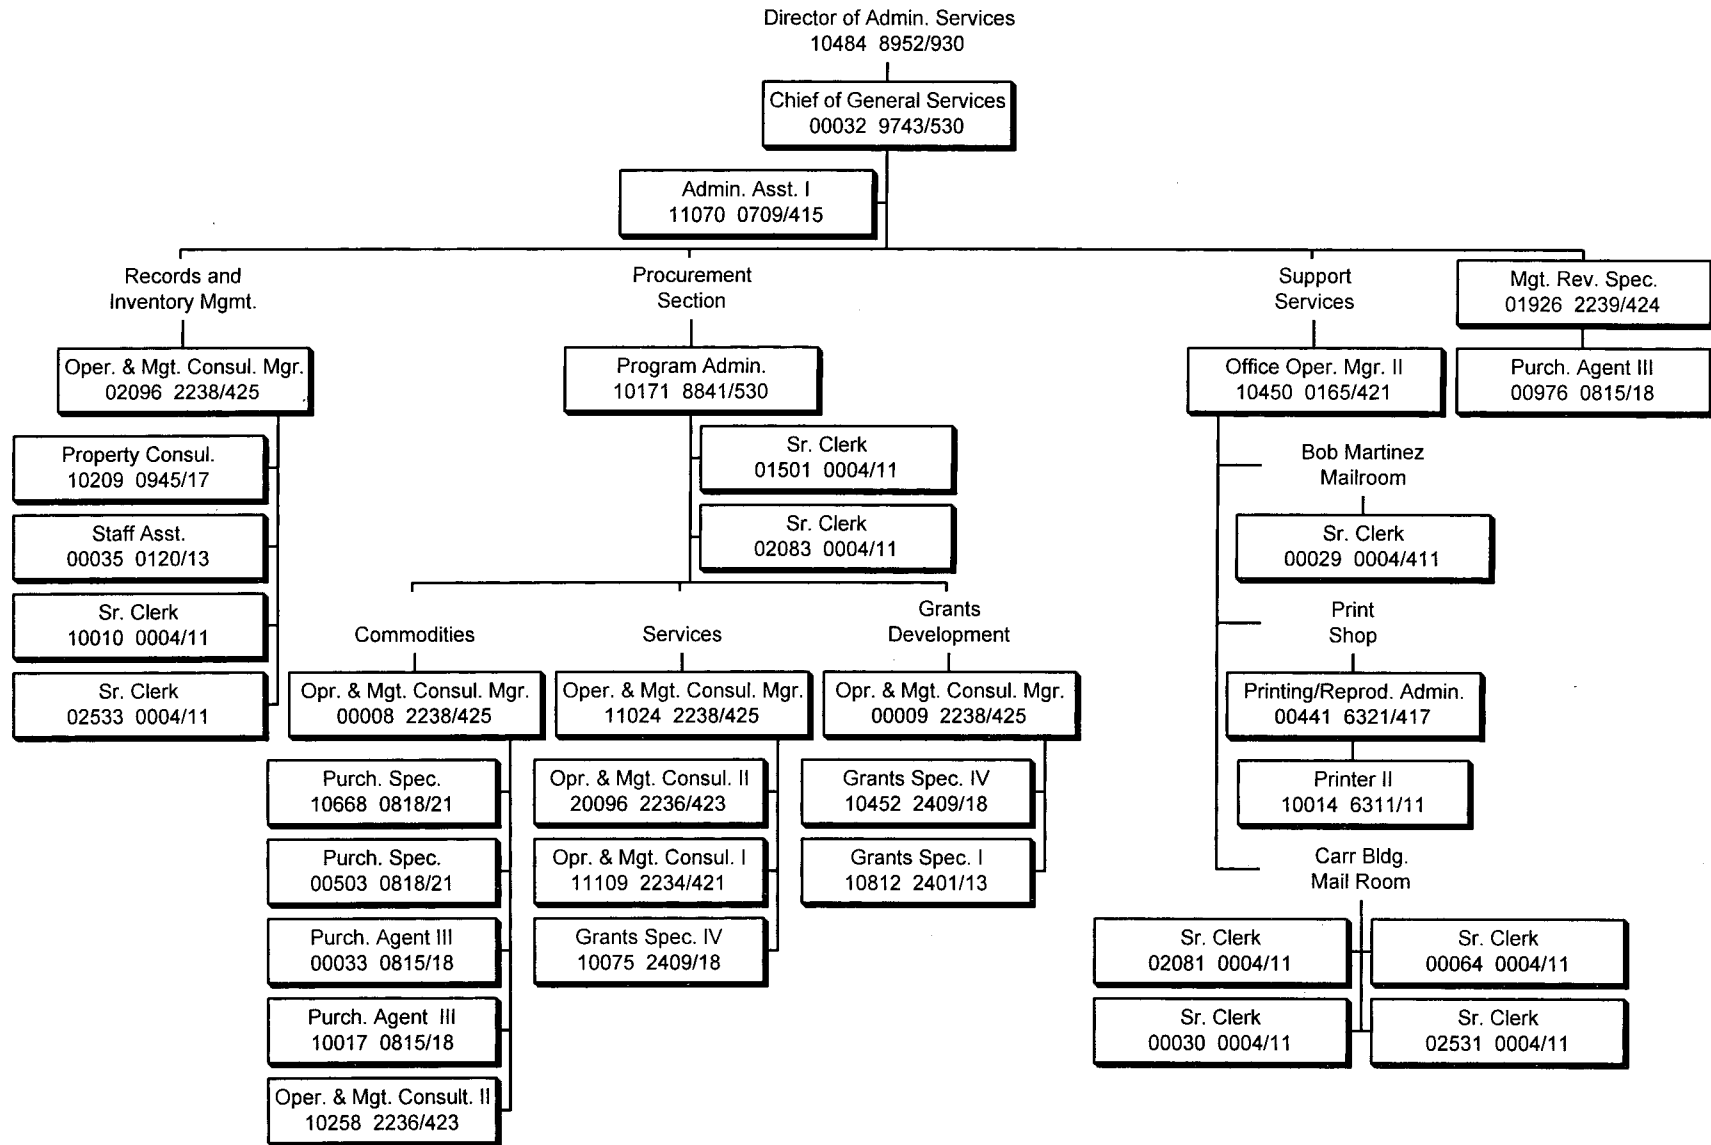 Director of Admin. Services
10484 8952/930
Chief of General Services
00032 9743/530
Admin. Asst. I
11070 0709/415
Records and
Inventory Mgmt.
Oper. & Mgt. Consul. Mgr.
02096 2238/425
Property Consul.
10209 0945/17
Staff Asst.
00035 0120/13
Sr. Clerk
10010 0004/11
Sr. Clerk
02533 0004/11
Procurement
Section
Program Admin.
10171 8841/530
Sr. Clerk
01501 0004/11
Sr. Clerk
02083 0004/11
Commodities
Opr. & Mgt. Consul. Mgr.
00008 2238/425
Purch. Spec.
10668 0818/21
Purch. Spec.
00503 0818/21
Purch. Agent III
00033 0815/18
Purch. Agent III
10017 0815/18
Oper. & Mgt. Consult. II
10258 2236/423
Services
Oper. & Mgt. Consul. Mgr.
11024 2238/425
Opr. & Mgt. Consul. II
20096 2236/423
Opr. & Mgt. Consul. I
11109 2234/421
Grants Spec. IV
10075 2409/18
Grants
Development
Opr. & Mgt. Consul. Mgr.
00009 2238/425
Grants Spec. IV
10452 2409/18
Grants Spec. I
10812 2401/13
Support
Services
Office Oper. Mgr. II
10450 0165/421
Bob Martinez
Mailroom
Sr. Clerk
00029 0004/411
Print
Shop
Printing/Reprod. Admin.
00441 6321/417
Printer II
10014 6311/11
Carr Bldg.
Mail Room
Sr. Clerk
02081 0004/11
Sr. Clerk
00064 0004/11
Sr. Clerk
00030 0004/11
Sr. Clerk
02531 0004/11
Mgt. Rev. Spec.
01926 2239/424
Purch. Agent III
00976 0815/18